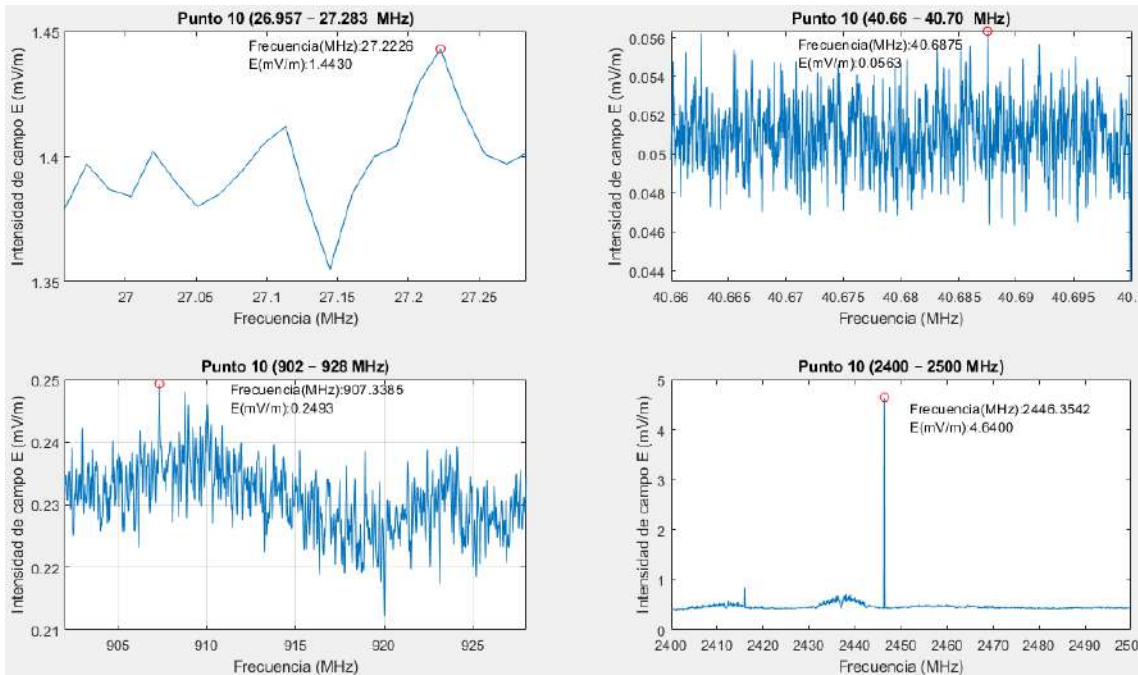 Punto 10 (26.957 – 27.283  MHz)
Frecuencia(MHz):27.2226
E(mV/m):1.4430
Intensidad de campo E (mV/m)
1.45
1.4
1.35
27 27.05 27.1 27.15 27.2 27.25
Frecuencia (MHz)
Punto 10 (40.66 – 40.70  MHz)
Frecuencia(MHz):40.6875
E(mV/m):0.0563
Intensidad de campo E (mV/m)
0.056
0.054
0.052
0.05
0.048
0.046
0.044
40.66 40.665 40.67 40.675 40.68 40.685 40.69 40.695 40.
Frecuencia (MHz)
Punto 10 (902 – 928 MHz)
Frecuencia(MHz):907.3385
E(mV/m):0.2493
Intensidad de campo E (mV/m)
0.25
0.24
0.23
0.22
0.21
905 910 915 920 925
Frecuencia (MHz)
Punto 10 (2400 – 2500 MHz)
Frecuencia(MHz):2446.3542
E(mV/m):4.6400
Intensidad de campo E (mV/m)
5
4
3
2
1
0
2400 2410 2420 2430 2440 2450 2460 2470 2480 2490 250
Frecuencia (MHz)